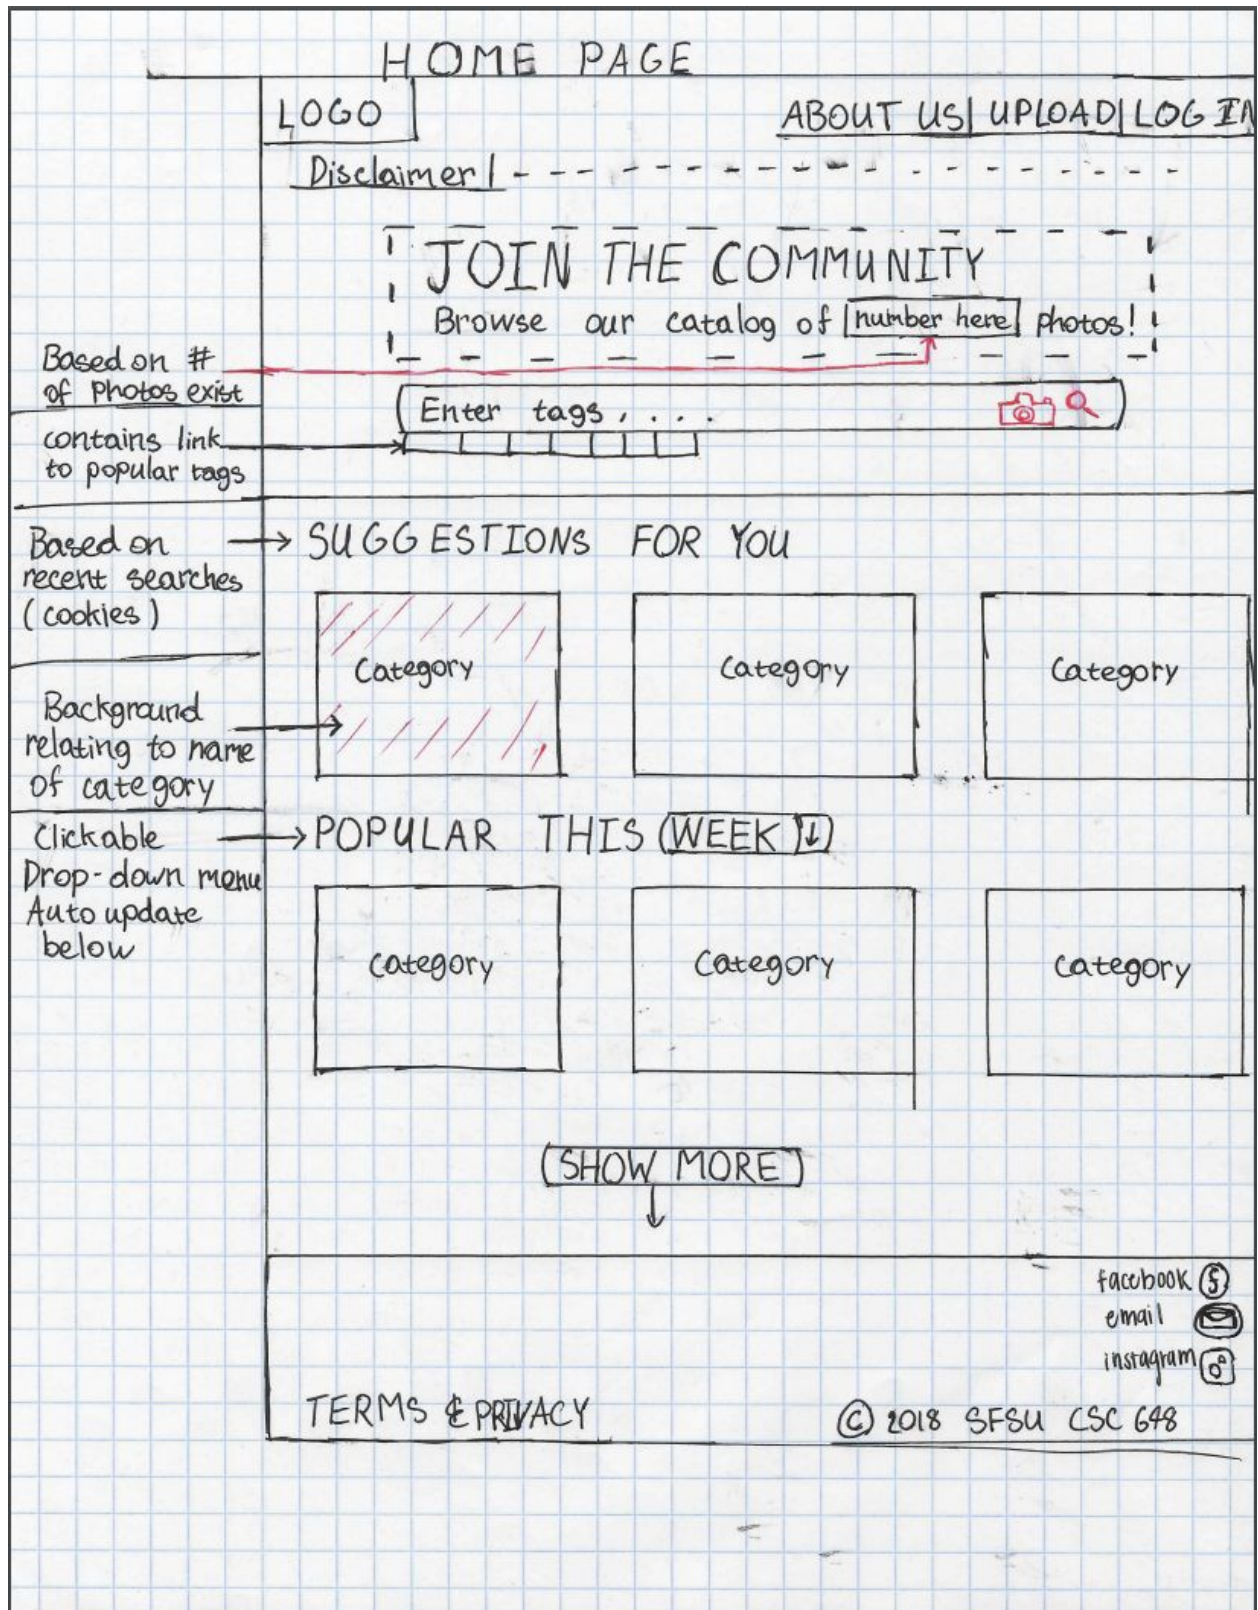 HOME PAGE
LOGO
ABOUT US| UPLOAD| LOG IN
Disclaimer |
JOIN THE COMMUNITY
Browse our catalog of number here photos!
Based on #
of Photos exist
Enter tags, . . .
contains link
to popular tags
Based on
recent searches
(cookies)
SUGGESTIONS FOR YOU
Category
Category
Category
Background
relating to name
of category
Clickable
Drop-down menu
Auto update
below
POPULAR THIS WEEK ↓
Category
Category
Category
SHOW MORE
facebook
email
instagram
TERMS & PRIVACY
© 2018 SFSU CSC 648